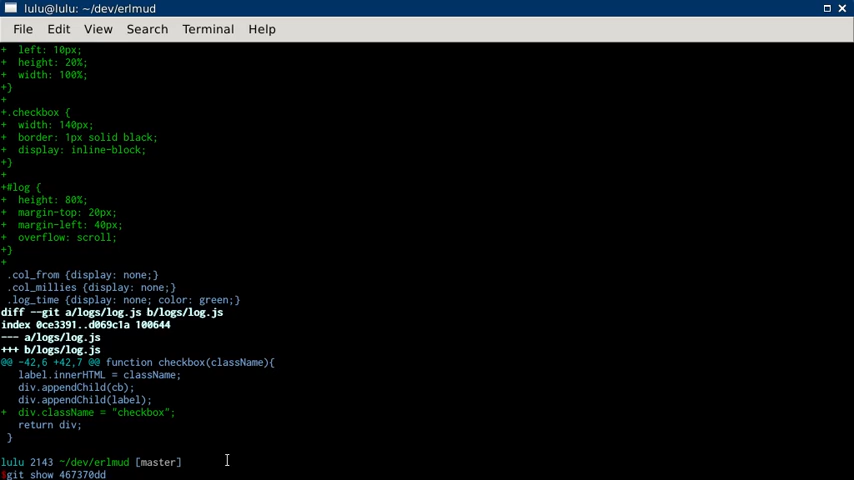 lulu@lulu: ~/dev/erlmud
File Edit View Search Terminal Help
+  left: 10px;
+  height: 20%;
+  width: 100%;
+}
+
+.checkbox {
+  width: 140px;
+  border: 1px solid black;
+  display: inline-block;
+}
+
+#log {
+  height: 80%;
+  margin-top: 20px;
+  margin-left: 40px;
+  overflow: scroll;
+}
+
 .col_from {display: none;}
 .col_millies {display: none;}
 .log_time {display: none; color: green;}
diff --git a/logs/log.js b/logs/log.js
index 0ce3391..d069c1a 100644
--- a/logs/log.js
+++ b/logs/log.js
@@ -42,6 +42,7 @@ function checkbox(className){
   label.innerHTML = className;
   div.appendChild(cb);
   div.appendChild(label);
+  div.className = "checkbox";
   return div;
 }
lulu 2143 ~/dev/erlmud [master]
$git show 467370dd